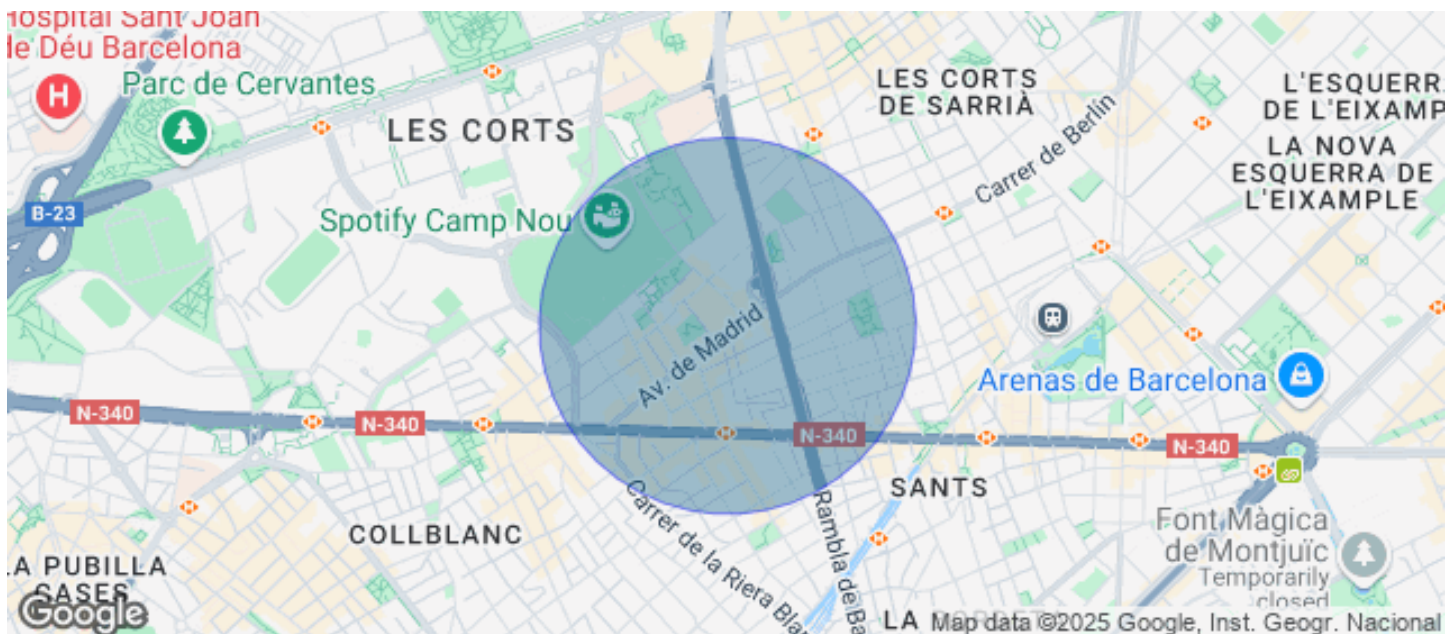 Hospital Sant Joan
de Déu Barcelona
Parc de Cervantes
LES CORTS
LES CORTS
DE SARRIÀ
L'ESQUERR
DE L'EIXAMP
LA NOVA
ESQUERRA DE
L'EIXAMPLE
Carrer de Berlín
B-23
Spotify Camp Nou
Av. de Madrid
Arenas de Barcelona
N-340
N-340
N-340
N-340
SANTS
COLLBLANC
Carrer de la Riera Bla
Rambla de Ba
Font Màgica
de Montjuïc
Temporarily
closed
LA PUBILLA
CASES
Google
LA
Map data ©2025 Google, Inst. Geogr. Nacional